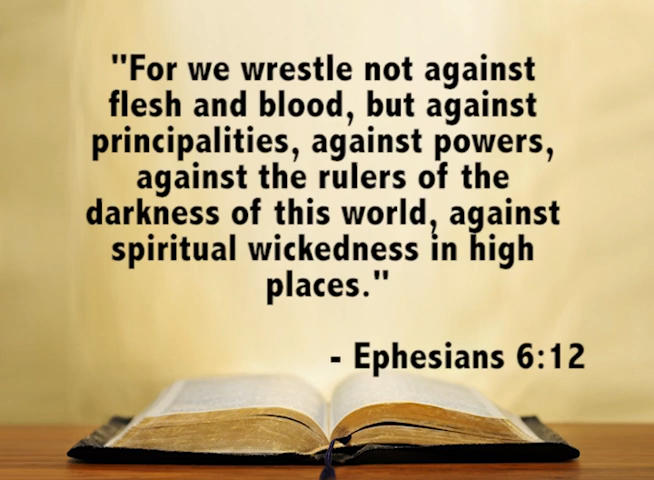 "For we wrestle not against
flesh and blood, but against
principalities, against powers,
against the rulers of the
darkness of this world, against
spiritual wickedness in high
places."
- Ephesians 6:12